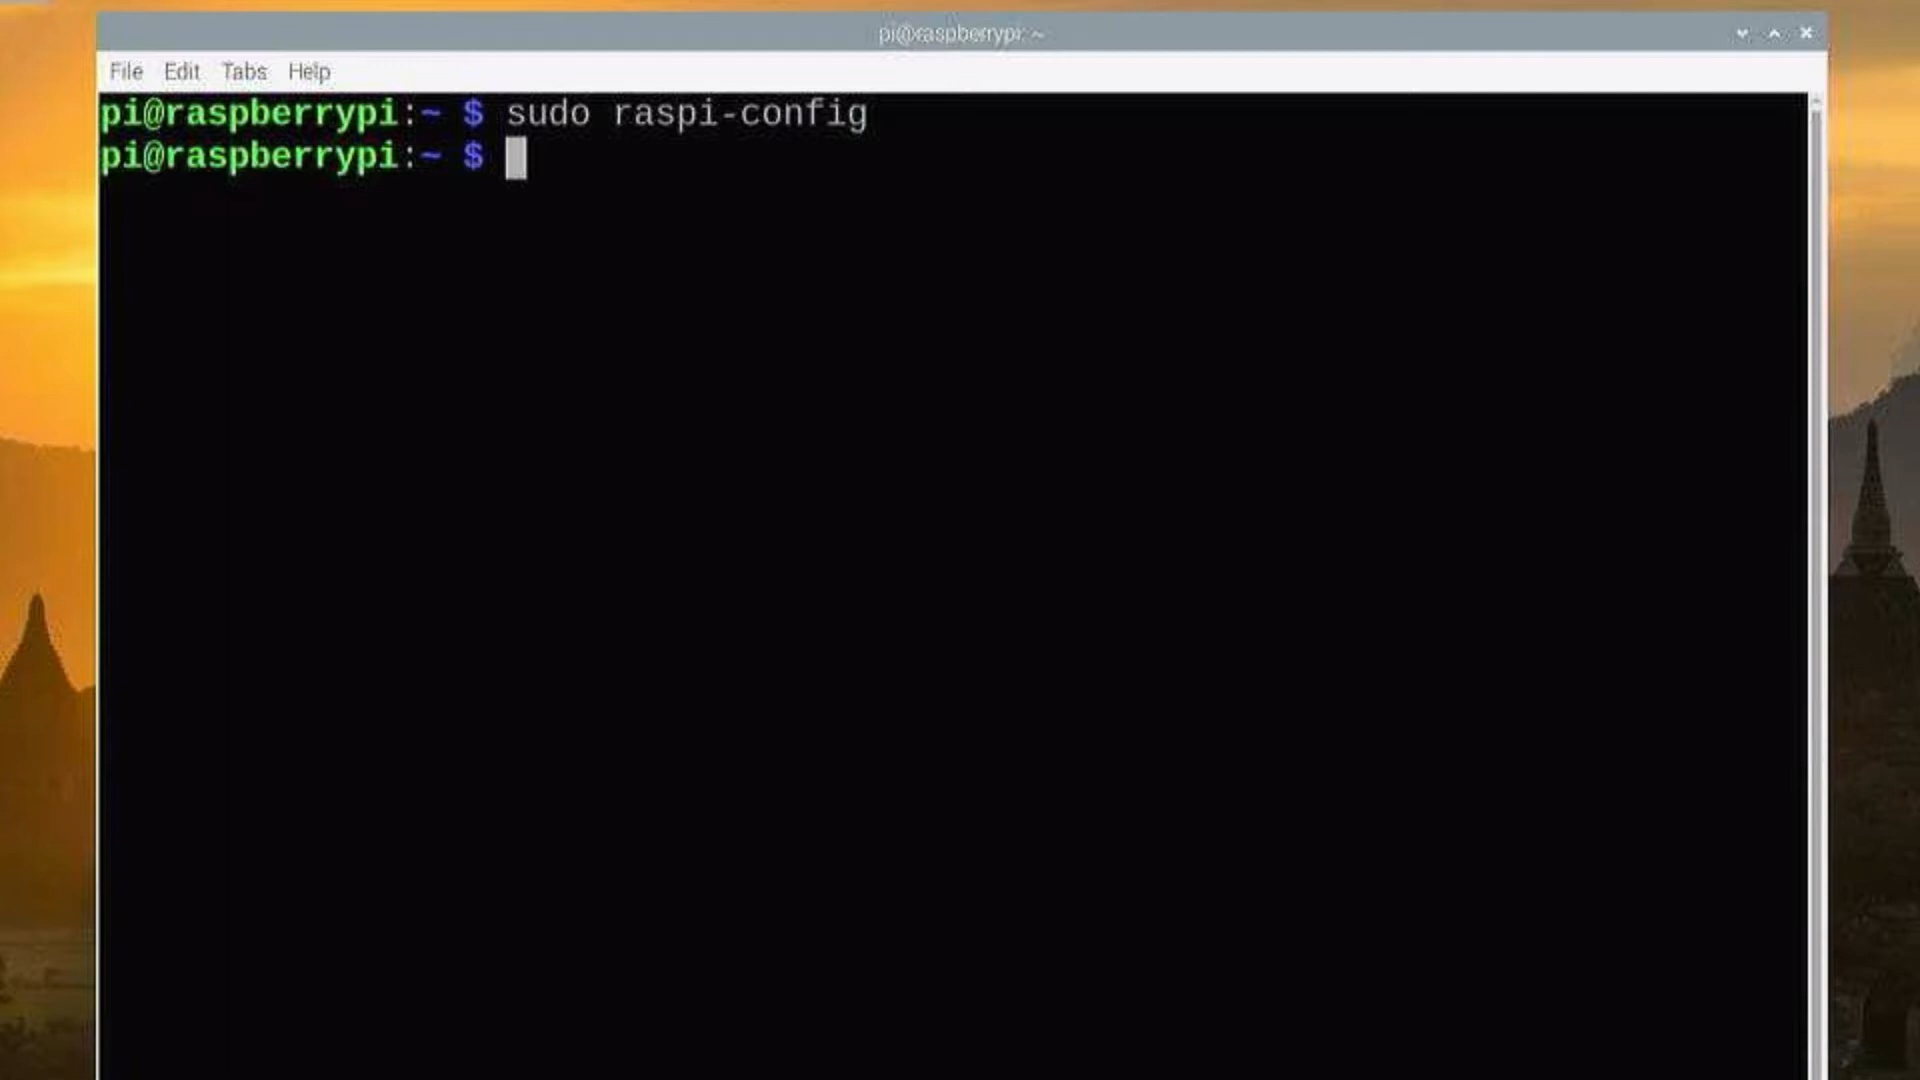 pi@raspberrypi: ~
File Edit Tabs Help
pi@raspberrypi:~ $ sudo raspi-config
pi@raspberrypi:~ $